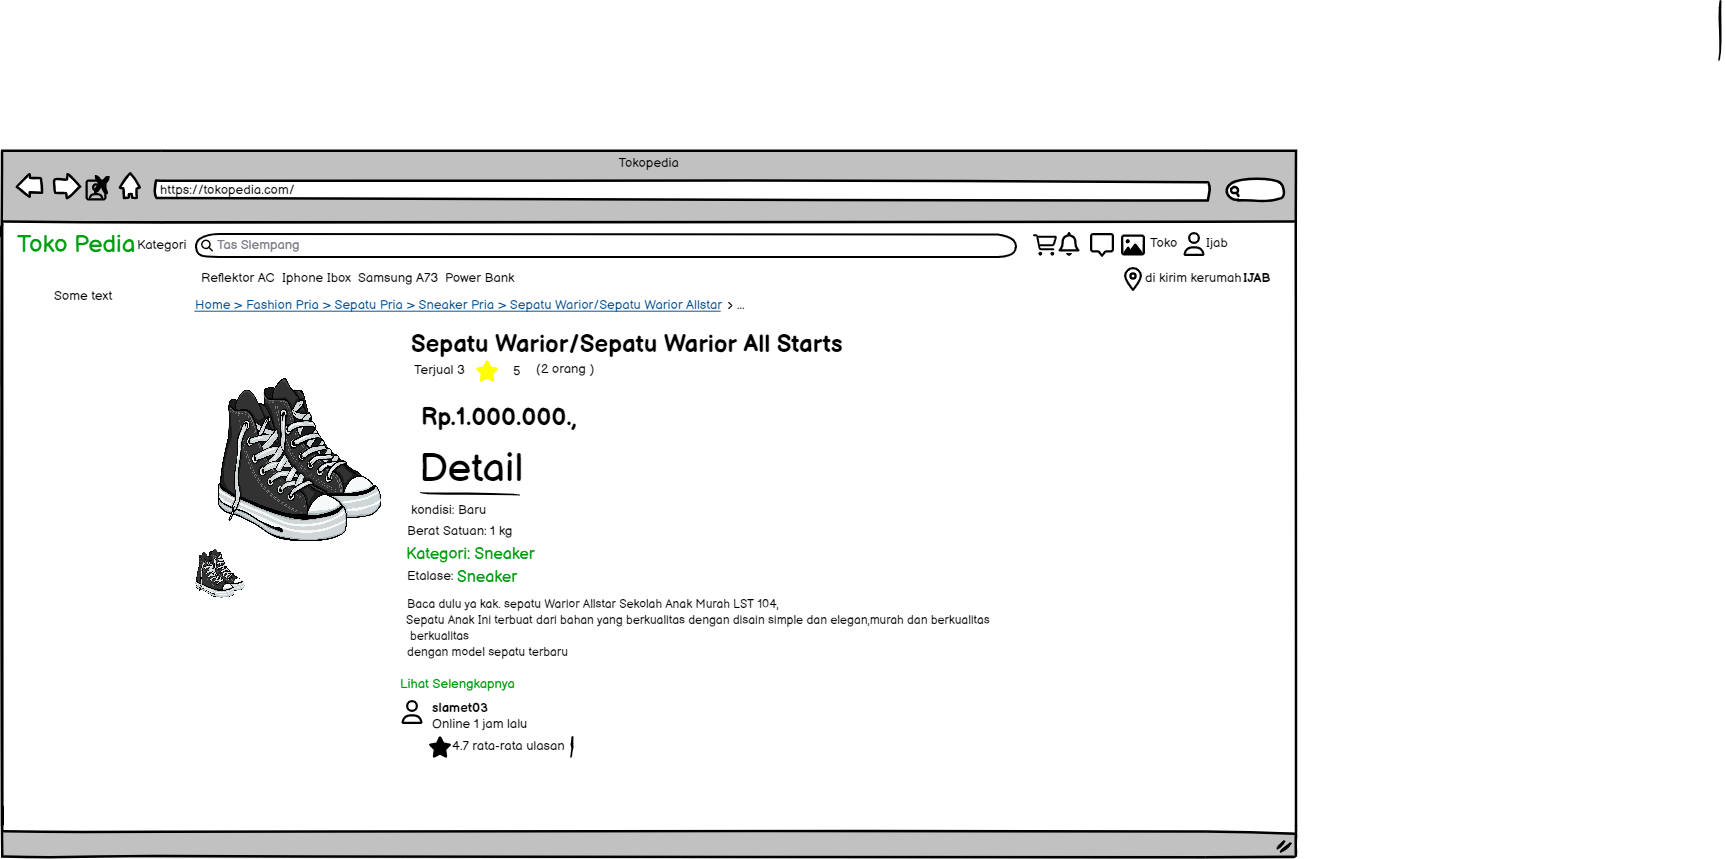 Tokopedia
https://tokopedia.com/
Toko Pedia Kategori Tas Slempang Toko Ijab
Reflektor AC Iphone Ibox Samsung A73 Power Bank di kirim kerumah IJAB
Some text
Home > Fashion Pria > Sepatu Pria > Sneaker Pria > Sepatu Warior/Sepatu Warior Allstar > ...
Sepatu Warior/Sepatu Warior All Starts
Terjual 3 5 (2 orang )
Rp.1.000.000.,
Detail
kondisi: Baru
Berat Satuan: 1 kg
Kategori: Sneaker
Etalase: Sneaker
Baca dulu ya kak. sepatu Warior Allstar Sekolah Anak Murah LST 104,
Sepatu Anak Ini terbuat dari bahan yang berkualitas dengan disain simple dan elegan,murah dan berkualitas
berkualitas
dengan model sepatu terbaru
Lihat Selengkapnya
slamet03
Online 1 jam lalu
4.7 rata-rata ulasan